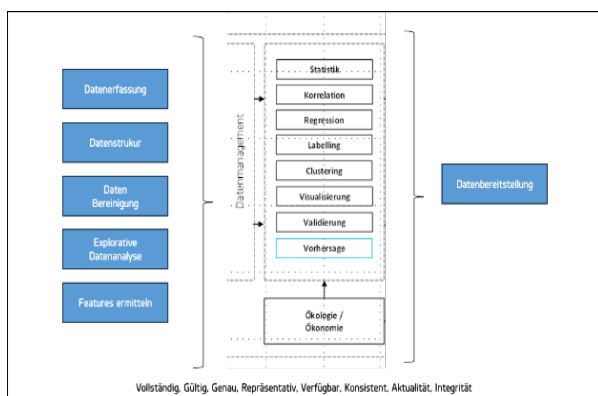 Datenerfassung
Datenstrukur
Daten
Bereinigung
Explorative
Datenanalyse
Features ermitteln
Datenmanagement
Statistik
Korrelation
Regression
Labelling
Clustering
Visualisierung
Validierung
Vorhersage
Ökologie /
Ökonomie
Datenbereitstellung
Vollständig, Gültig, Genau, Repräsentativ, Verfügbar, Konsistent, Aktualität, Integrität